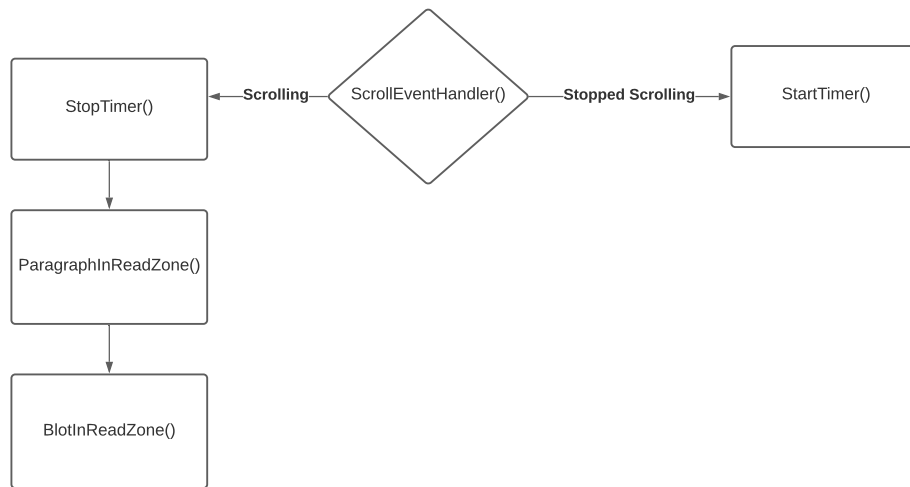 ScrollEventHandler()
Scrolling
Stopped Scrolling
StopTimer()
StartTimer()
ParagraphInReadZone()
BlotInReadZone()